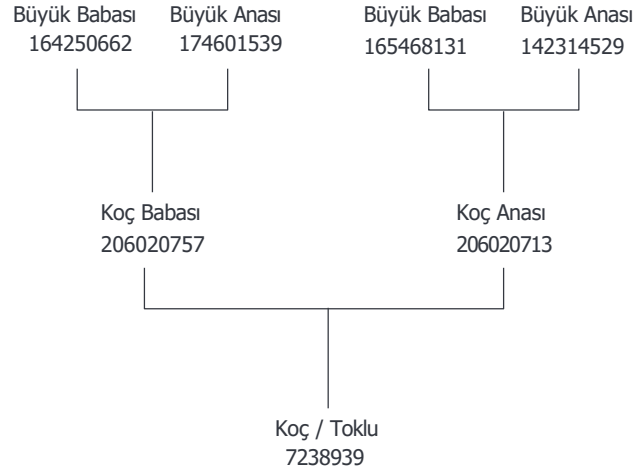 Büyük Babası Büyük Anası Büyük Babası Büyük Anası
164250662 174601539 165468131 142314529
Koç Babası Koç Anası
206020757 206020713
Koç / Toklu
7238939